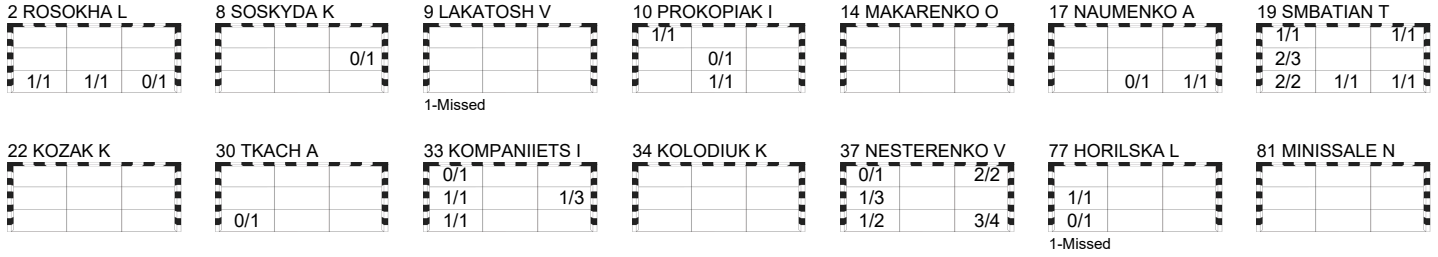 2 ROSOKHA L 8 SOSKYDA K 9 LAKATOSH V 10 PROKOPIAK I 14 MAKARENKO O 17 NAUMENKO A 19 SMBATIAN T
1/1 1/1 1/1
0/1 0/1 2/3
1/1 1/1 0/1 1/1 0/1 1/1 2/2 1/1 1/1
1-Missed
22 KOZAK K 30 TKACH A 33 KOMPANIIETS I 34 KOLODIUK K 37 NESTERENKO V 77 HORILSKA L 81 MINISSALE N
0/1 0/1 2/2
1/1 1/3 1/3 1/1
0/1 1/1 1/2 3/4 0/1
1-Missed